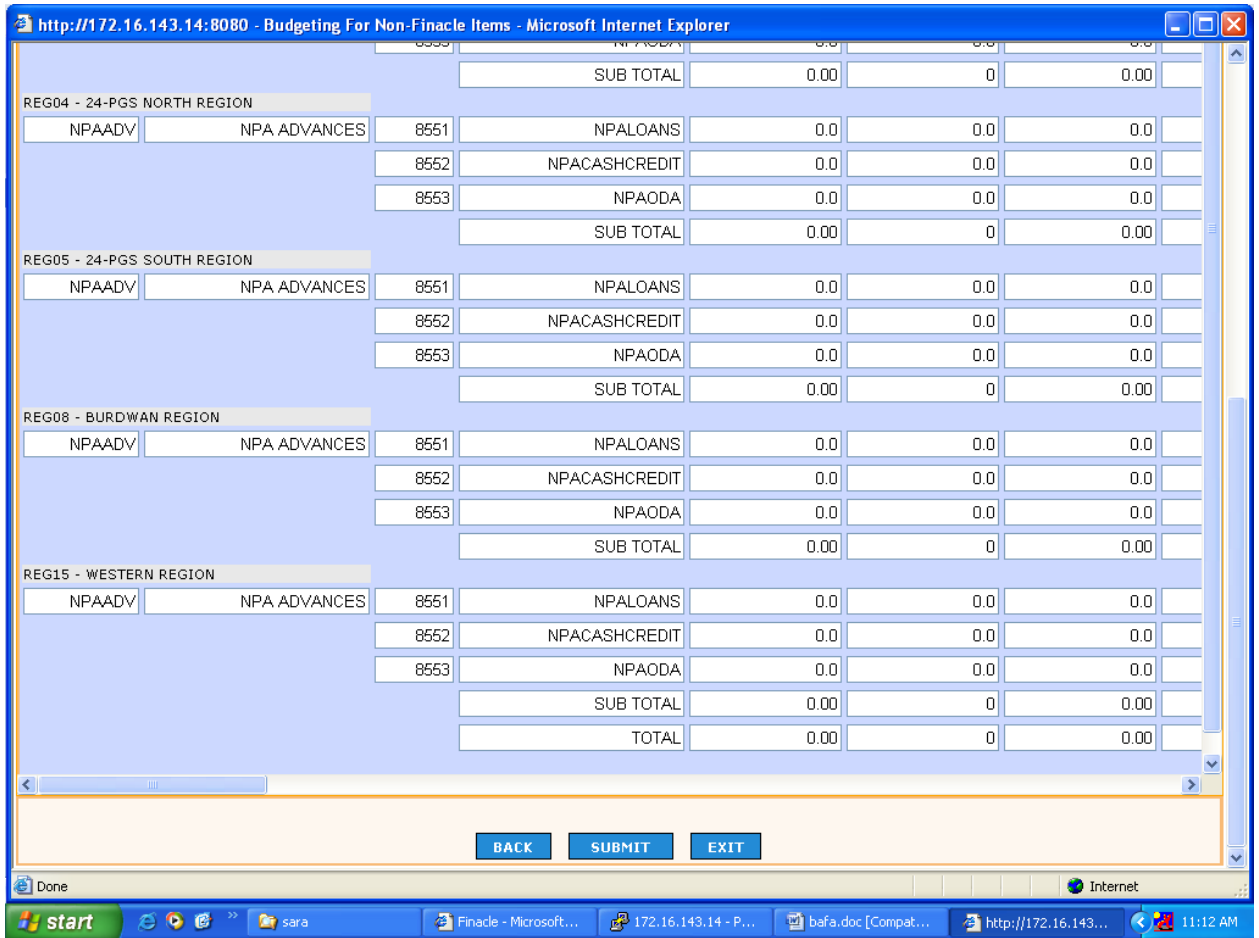 http://172.16.143.14:8080 - Budgeting For Non-Finacle Items - Microsoft Internet Explorer
SUB TOTAL 0.00 0 0.00
REG04 - 24-PGS NORTH REGION
NPAADV NPA ADVANCES 8551 NPALOANS 0.0 0.0 0.0
8552 NPACASHCREDIT 0.0 0.0 0.0
8553 NPAODA 0.0 0.0 0.0
SUB TOTAL 0.00 0 0.00
REG05 - 24-PGS SOUTH REGION
NPAADV NPA ADVANCES 8551 NPALOANS 0.0 0.0 0.0
8552 NPACASHCREDIT 0.0 0.0 0.0
8553 NPAODA 0.0 0.0 0.0
SUB TOTAL 0.00 0 0.00
REG08 - BURDWAN REGION
NPAADV NPA ADVANCES 8551 NPALOANS 0.0 0.0 0.0
8552 NPACASHCREDIT 0.0 0.0 0.0
8553 NPAODA 0.0 0.0 0.0
SUB TOTAL 0.00 0 0.00
REG15 - WESTERN REGION
NPAADV NPA ADVANCES 8551 NPALOANS 0.0 0.0 0.0
8552 NPACASHCREDIT 0.0 0.0 0.0
8553 NPAODA 0.0 0.0 0.0
SUB TOTAL 0.00 0 0.00
TOTAL 0.00 0 0.00
BACK SUBMIT EXIT
Done Internet
start sara Finacle - Microsoft... 172.16.143.14 - P... bafa.doc [Compat... http://172.16.143... 11:12 AM